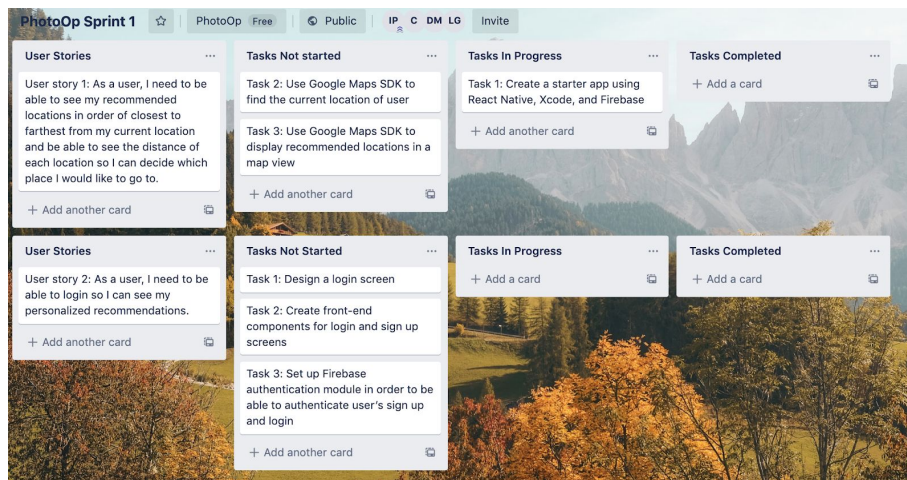 PhotoOp Sprint 1
PhotoOp Free
Public
IP C DM LG
Invite
User Stories
User story 1: As a user, I need to be
able to see my recommended
locations in order of closest to
farthest from my current location
and be able to see the distance of
each location so I can decide which
place I would like to go to.
+ Add another card
Tasks Not started
Task 2: Use Google Maps SDK to
find the current location of user
Task 3: Use Google Maps SDK to
display recommended locations in a
map view
+ Add another card
Tasks In Progress
Task 1: Create a starter app using
React Native, Xcode, and Firebase
+ Add another card
Tasks Completed
+ Add a card
User Stories
User story 2: As a user, I need to be
able to login so I can see my
personalized recommendations.
+ Add another card
Tasks Not Started
Task 1: Design a login screen
Task 2: Create front-end
components for login and sign up
screens
Task 3: Set up Firebase
authentication module in order to be
able to authenticate user's sign up
and login
+ Add another card
Tasks In Progress
+ Add a card
Tasks Completed
+ Add a card